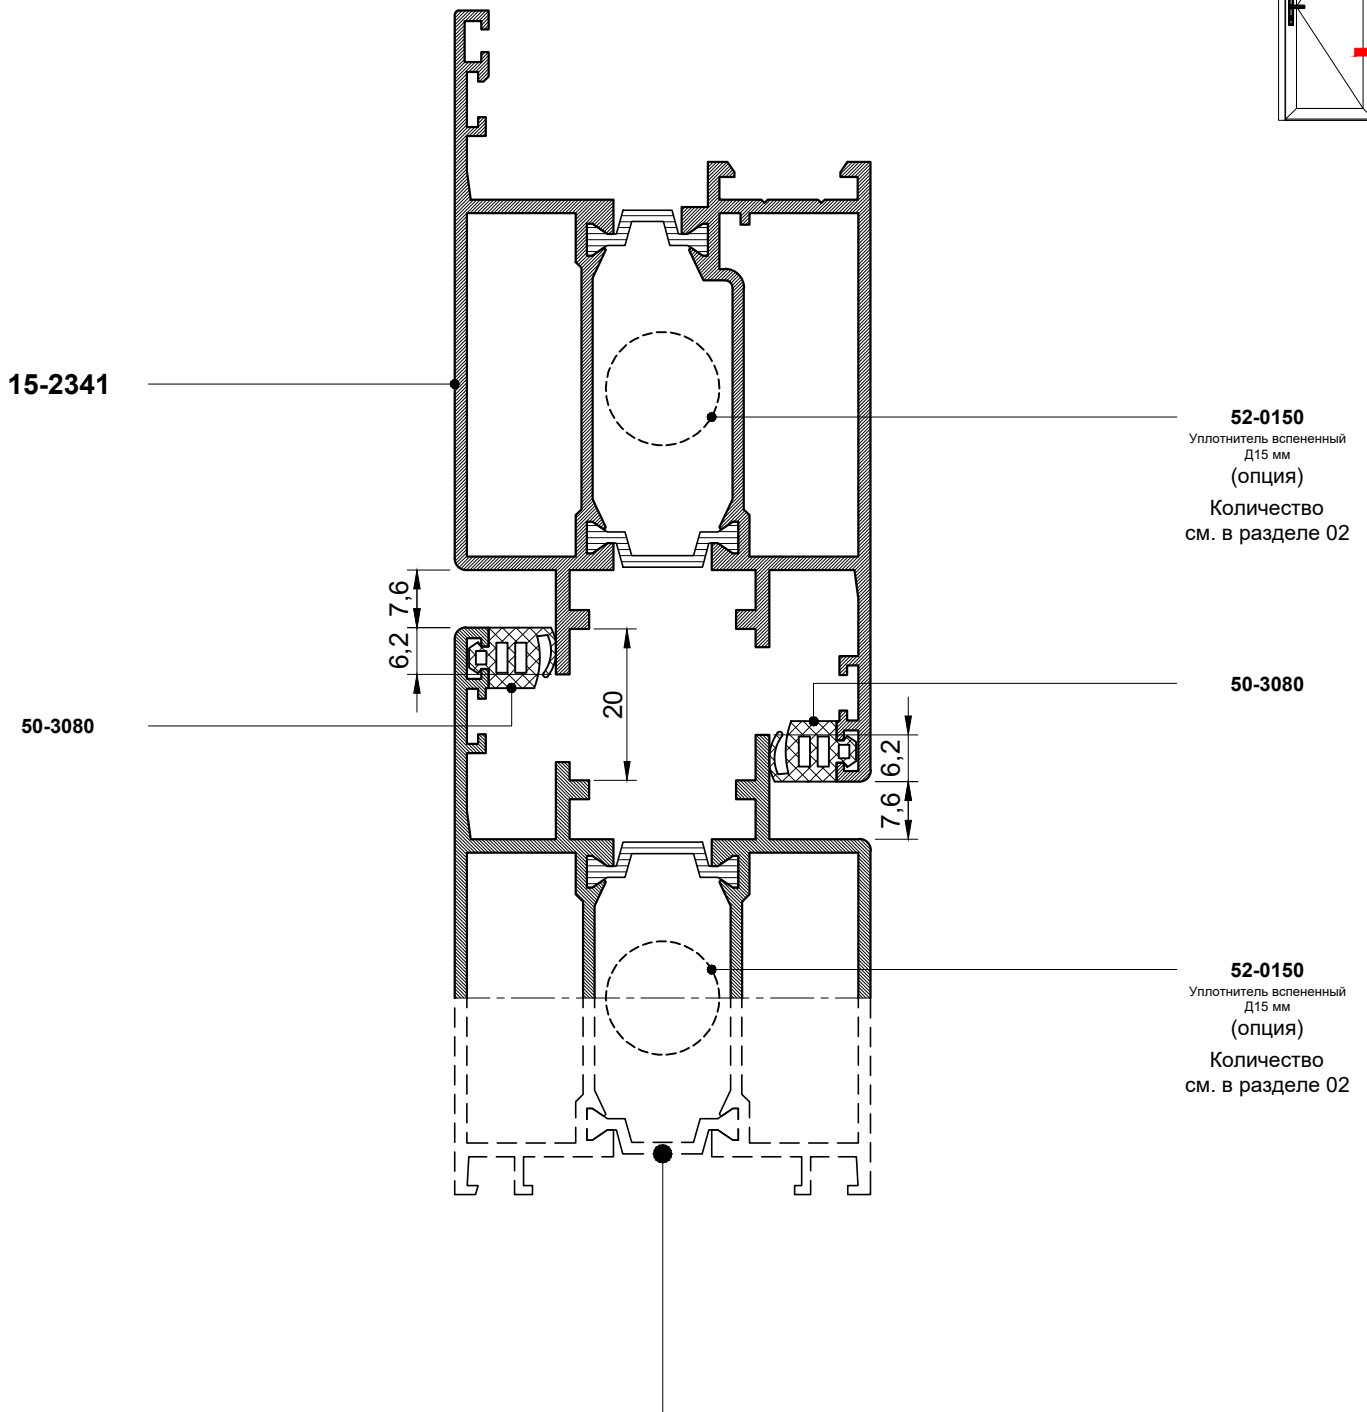 15-2341
52-0150
Уплотнитель вспененный
Д15 мм
(опция)
Количество
см. в разделе 02
7,6
6,2
20
50-3080
50-3080
6,2
7,6
52-0150
Уплотнитель вспененный
Д15 мм
(опция)
Количество
см. в разделе 02